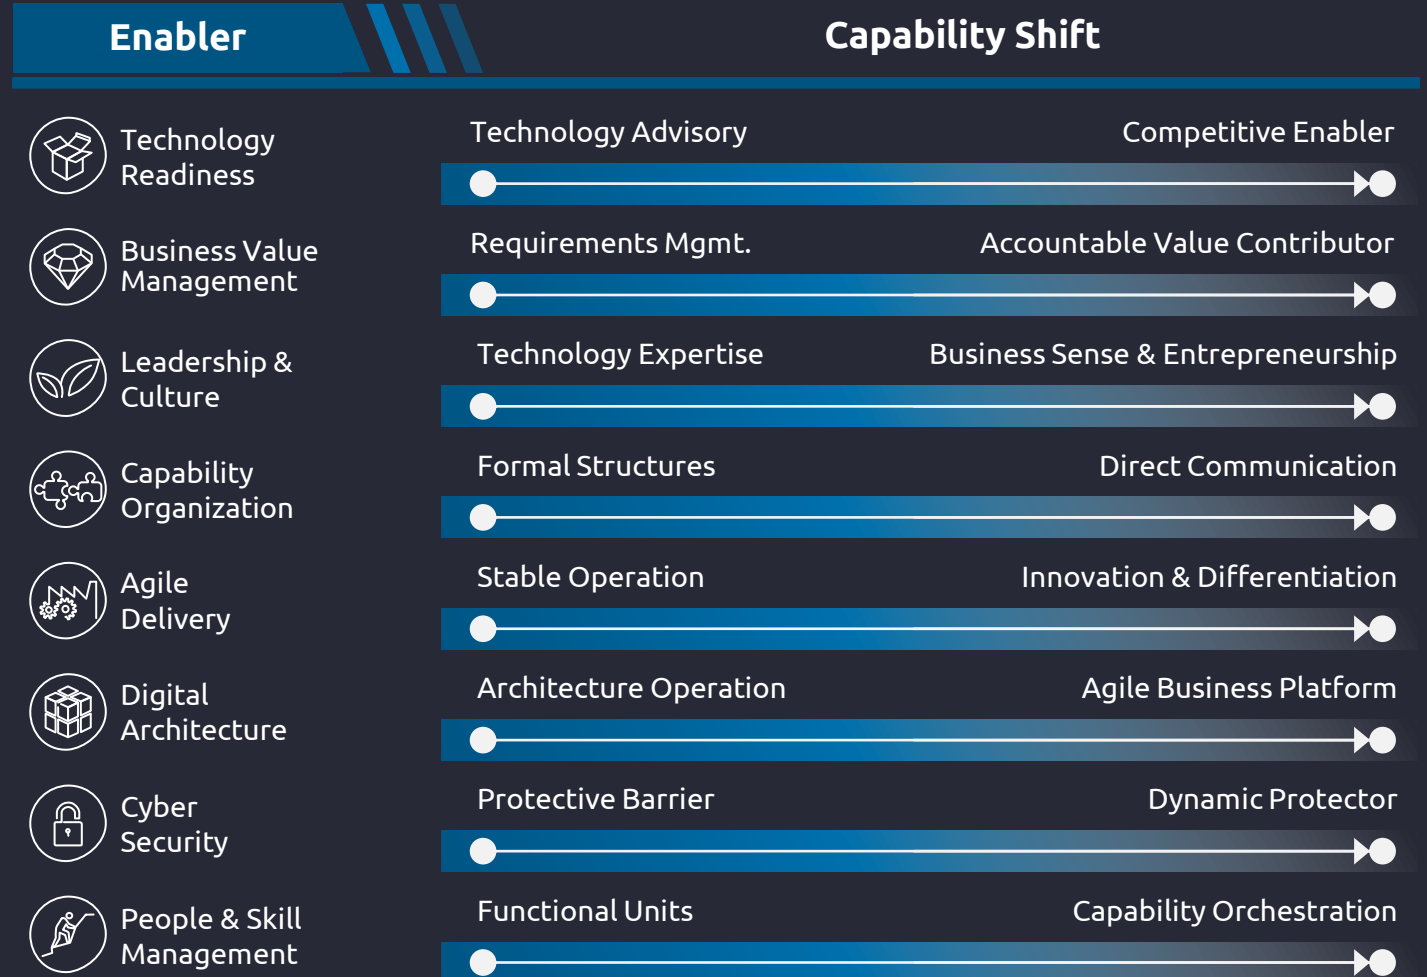 Enabler
Capability Shift
Technology
Readiness
Technology Advisory
Competitive Enabler
Business Value
Management
Requirements Mgmt.
Accountable Value Contributor
Leadership &
Culture
Technology Expertise
Business Sense & Entrepreneurship
Capability
Organization
Formal Structures
Direct Communication
Agile
Delivery
Stable Operation
Innovation & Differentiation
Digital
Architecture
Architecture Operation
Agile Business Platform
Cyber
Security
Protective Barrier
Dynamic Protector
People & Skill
Management
Functional Units
Capability Orchestration